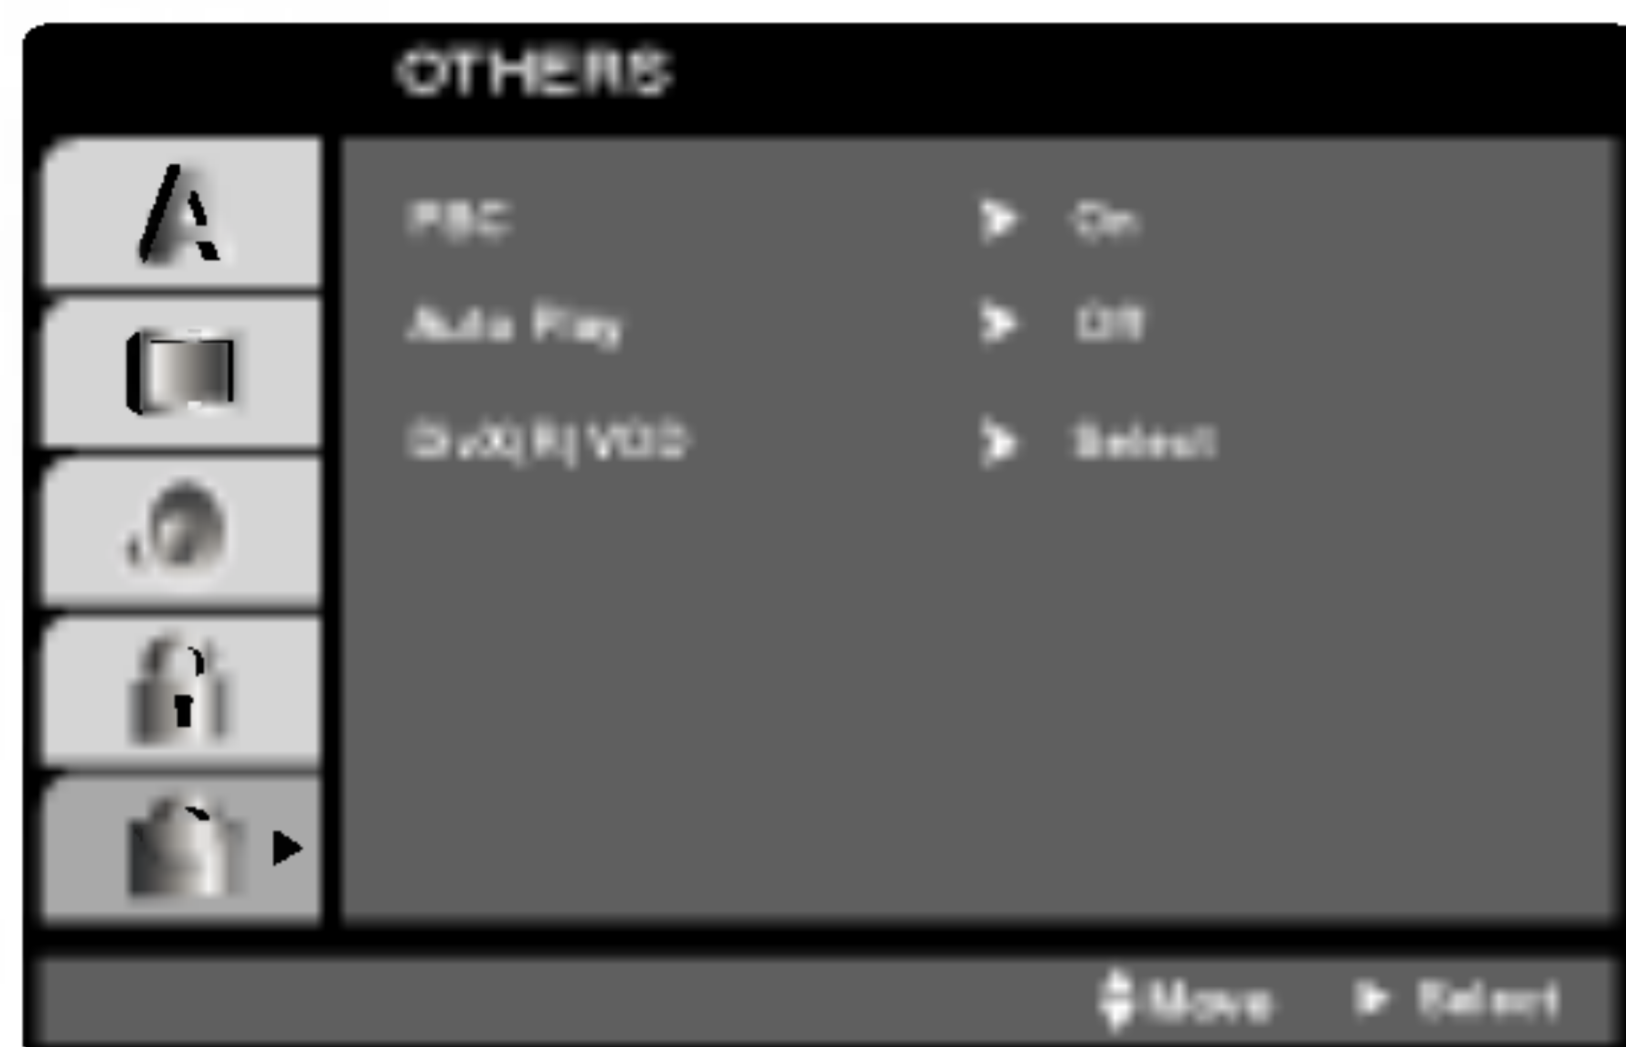 OTHERS
PBC On
Auto Play Off
DivX(R) VOD Select
Move Select